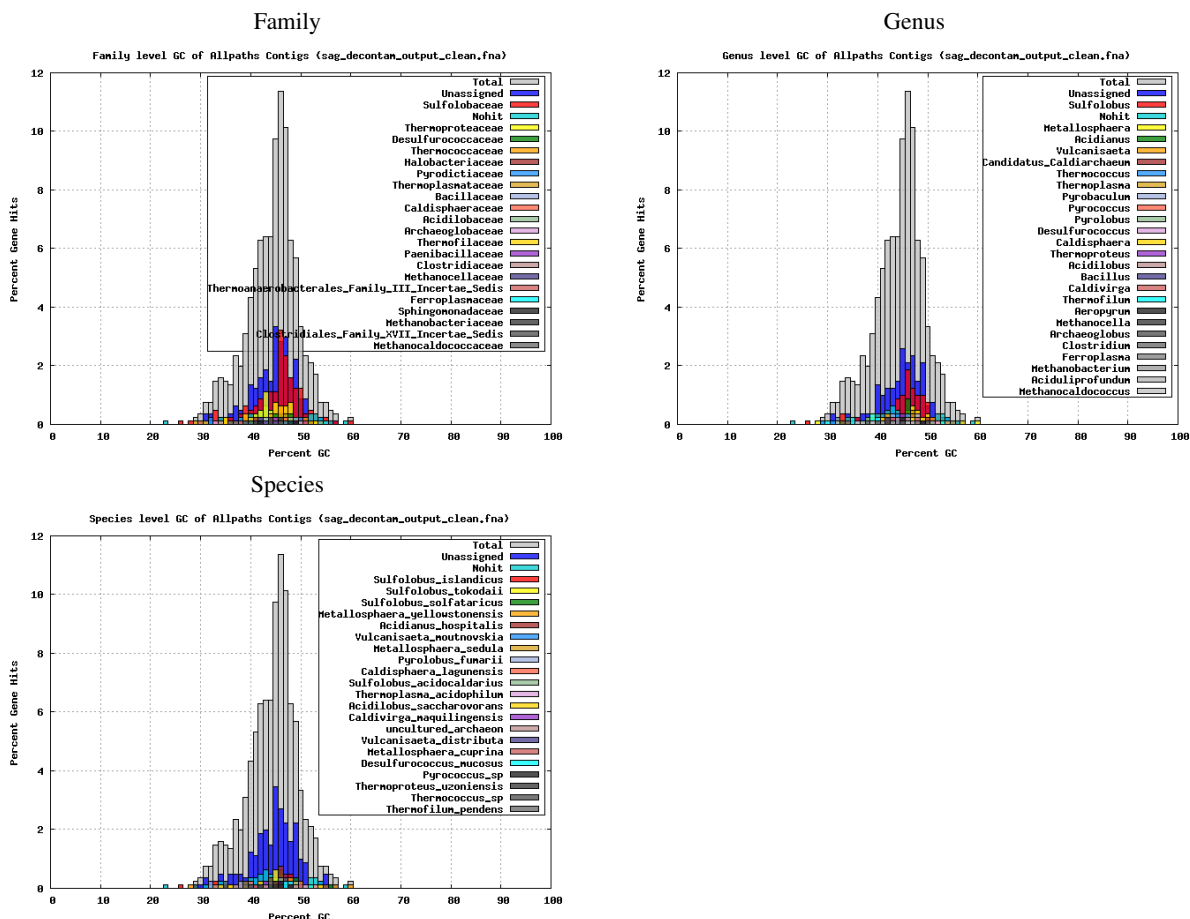 Family
Family level GC of Allpaths Contigs (sag_decontam_output_clean.fna)
Percent Gene Hits
12
10
8
6
4
2
0
Total
Unassigned
Sulfolobaceae
Nohit
Thermoproteaceae
Desulfurococcaceae
Thermococcaceae
Halobacteriaceae
Pyrodictiaceae
Thermoplasmataceae
Bacillaceae
Caldisphaeraceae
Acidilobaceae
Archaeoglobaceae
Thermofilaceae
Paenibacillaceae
Clostridiaceae
Methanocellaceae
Thermoanaerobacterales_Family_III_Incertae_Sedis
Ferroplasmaceae
Sphingomonadaceae
Methanobacteriaceae
Clostridiales_Family_XVII_Incertae_Sedis
Methanocaldococcaceae
0 10 20 30 40 50 60 70 80 90 100
Percent GC
Genus
Genus level GC of Allpaths Contigs (sag_decontam_output_clean.fna)
Percent Gene Hits
12
10
8
6
4
2
0
Total
Unassigned
Sulfolobus
Nohit
Metallosphaera
Acidianus
Vulcanisaeta
Candidatus_Caldiarchaeum
Thermococcus
Thermoplasma
Pyrobaculum
Pyrococcus
Pyrolobus
Desulfurococcus
Caldisphaera
Thermoproteus
Acidilobus
Bacillus
Caldivirga
Thermofilum
Aeropyrum
Methanocella
Archaeoglobus
Clostridium
Ferroplasma
Methanobacterium
Aciduliprofundum
Methanocaldococcus
0 10 20 30 40 50 60 70 80 90 100
Percent GC
Species
Species level GC of Allpaths Contigs (sag_decontam_output_clean.fna)
Percent Gene Hits
12
10
8
6
4
2
0
Total
Unassigned
Nohit
Sulfolobus_islandicus
Sulfolobus_tokodaii
Sulfolobus_solfataricus
Metallosphaera_yellowstonensis
Acidianus_hospitalis
Vulcanisaeta_moutnovskia
Metallosphaera_sedula
Pyrolobus_fumarii
Caldisphaera_lagunensis
Sulfolobus_acidocaldarius
Thermoplasma_acidophilum
Acidilobus_saccharovorans
Caldivirga_maquilingensis
uncultured_archaeon
Vulcanisaeta_distributa
Metallosphaera_cuprina
Desulfurococcus_mucosus
Pyrococcus_sp
Thermoproteus_uzoniensis
Thermococcus_sp
Thermofilum_pendens
0 10 20 30 40 50 60 70 80 90 100
Percent GC